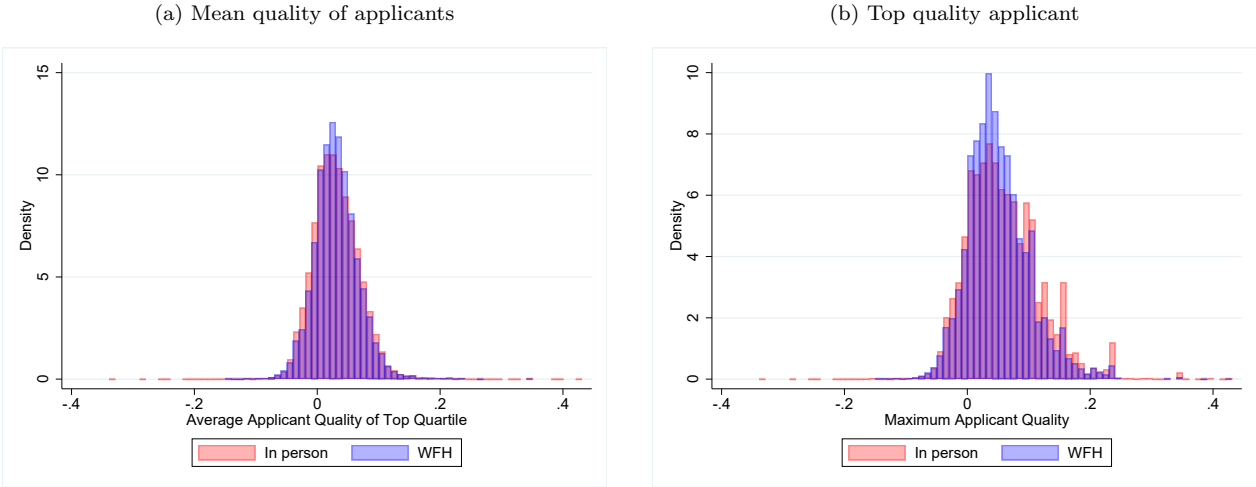 (a) Mean quality of applicants
15
10
5
0
Density
-.4 -.2 0 .2 .4
Average Applicant Quality of Top Quartile
In person WFH
(b) Top quality applicant
10
8
6
4
2
0
Density
-.4 -.2 0 .2 .4
Maximum Applicant Quality
In person WFH